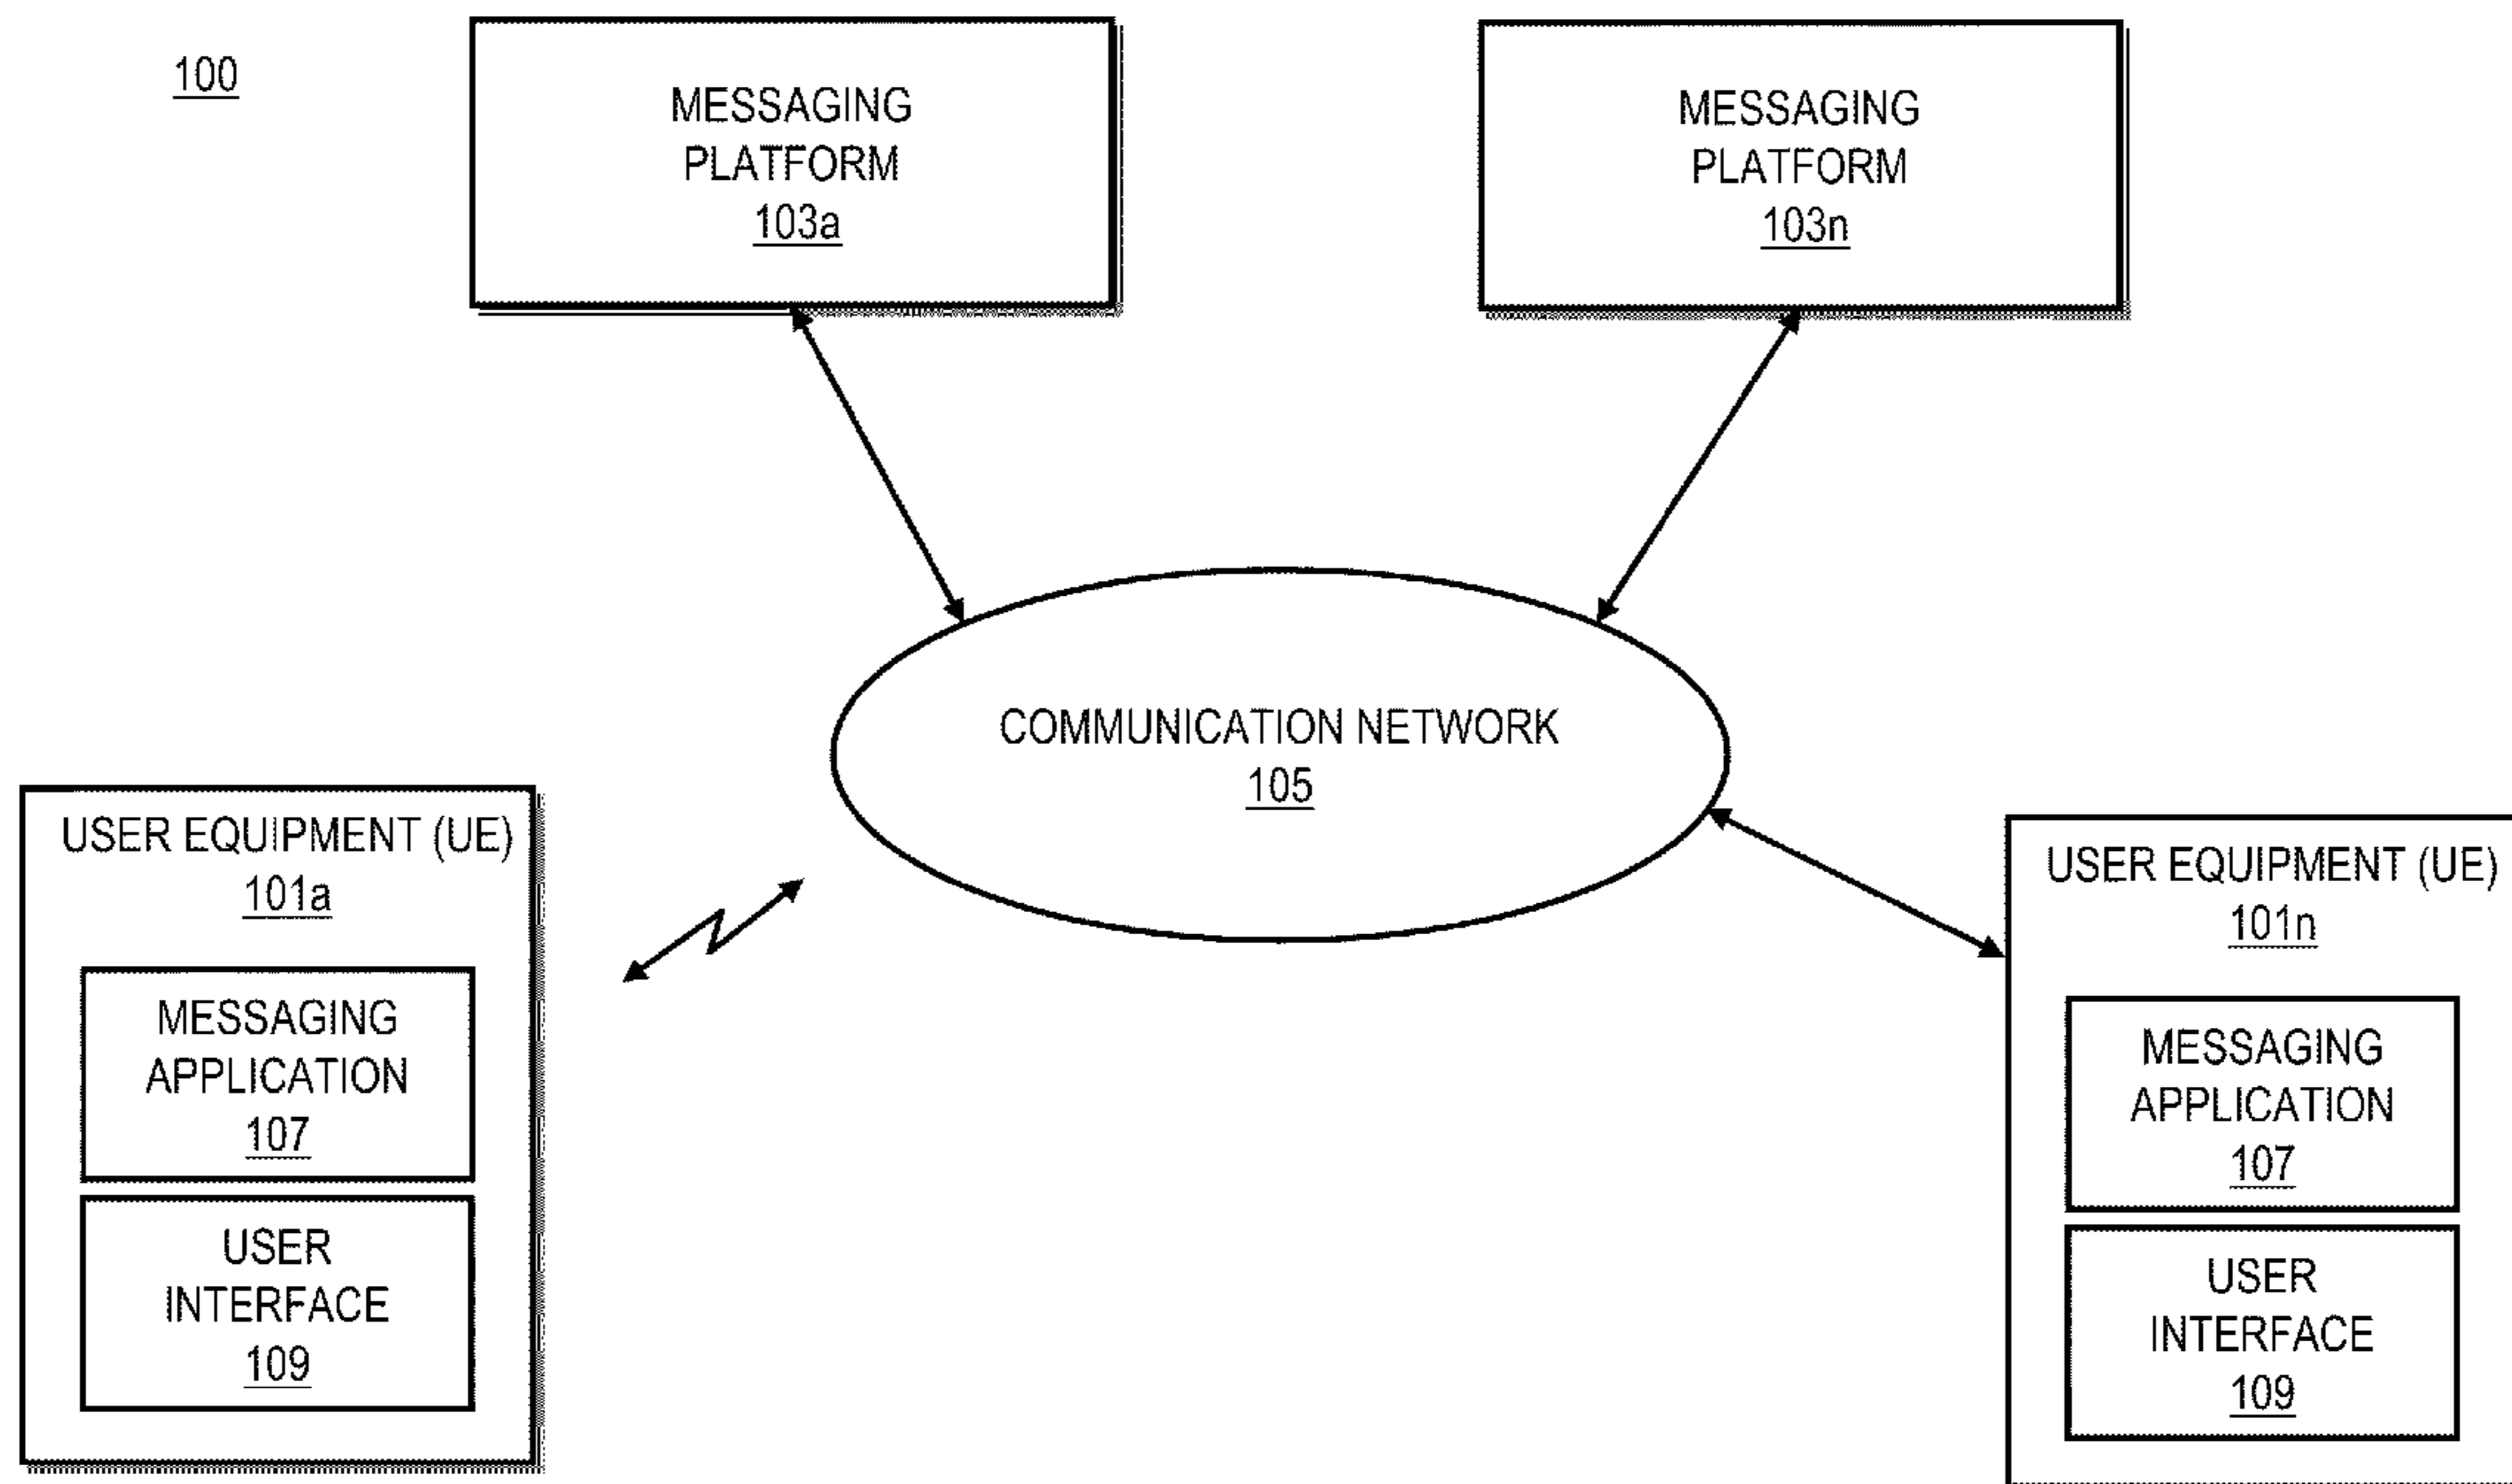 100
MESSAGING
PLATFORM
103a
MESSAGING
PLATFORM
103n
COMMUNICATION NETWORK
105
USER EQUIPMENT (UE)
101a
MESSAGING
APPLICATION
107
USER
INTERFACE
109
USER EQUIPMENT (UE)
101n
MESSAGING
APPLICATION
107
USER
INTERFACE
109